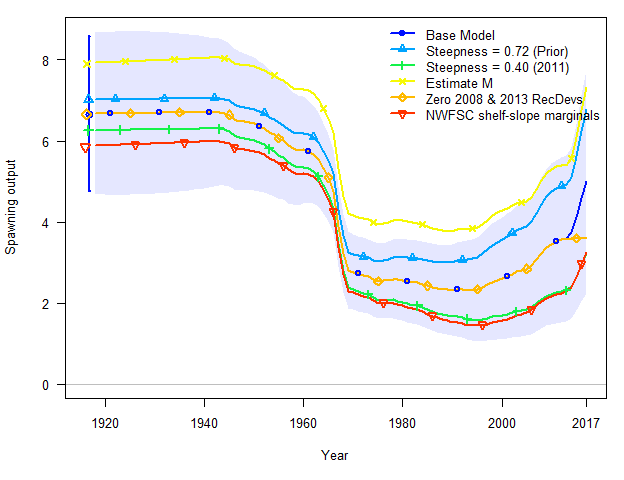 Base Model
Steepness = 0.72 (Prior)
Steepness = 0.40 (2011)
Estimate M
Zero 2008 & 2013 RecDevs
NWFSC shelf-slope marginals
Spawning output
8
6
4
2
0
1920 1940 1960 1980 2000 2017
Year